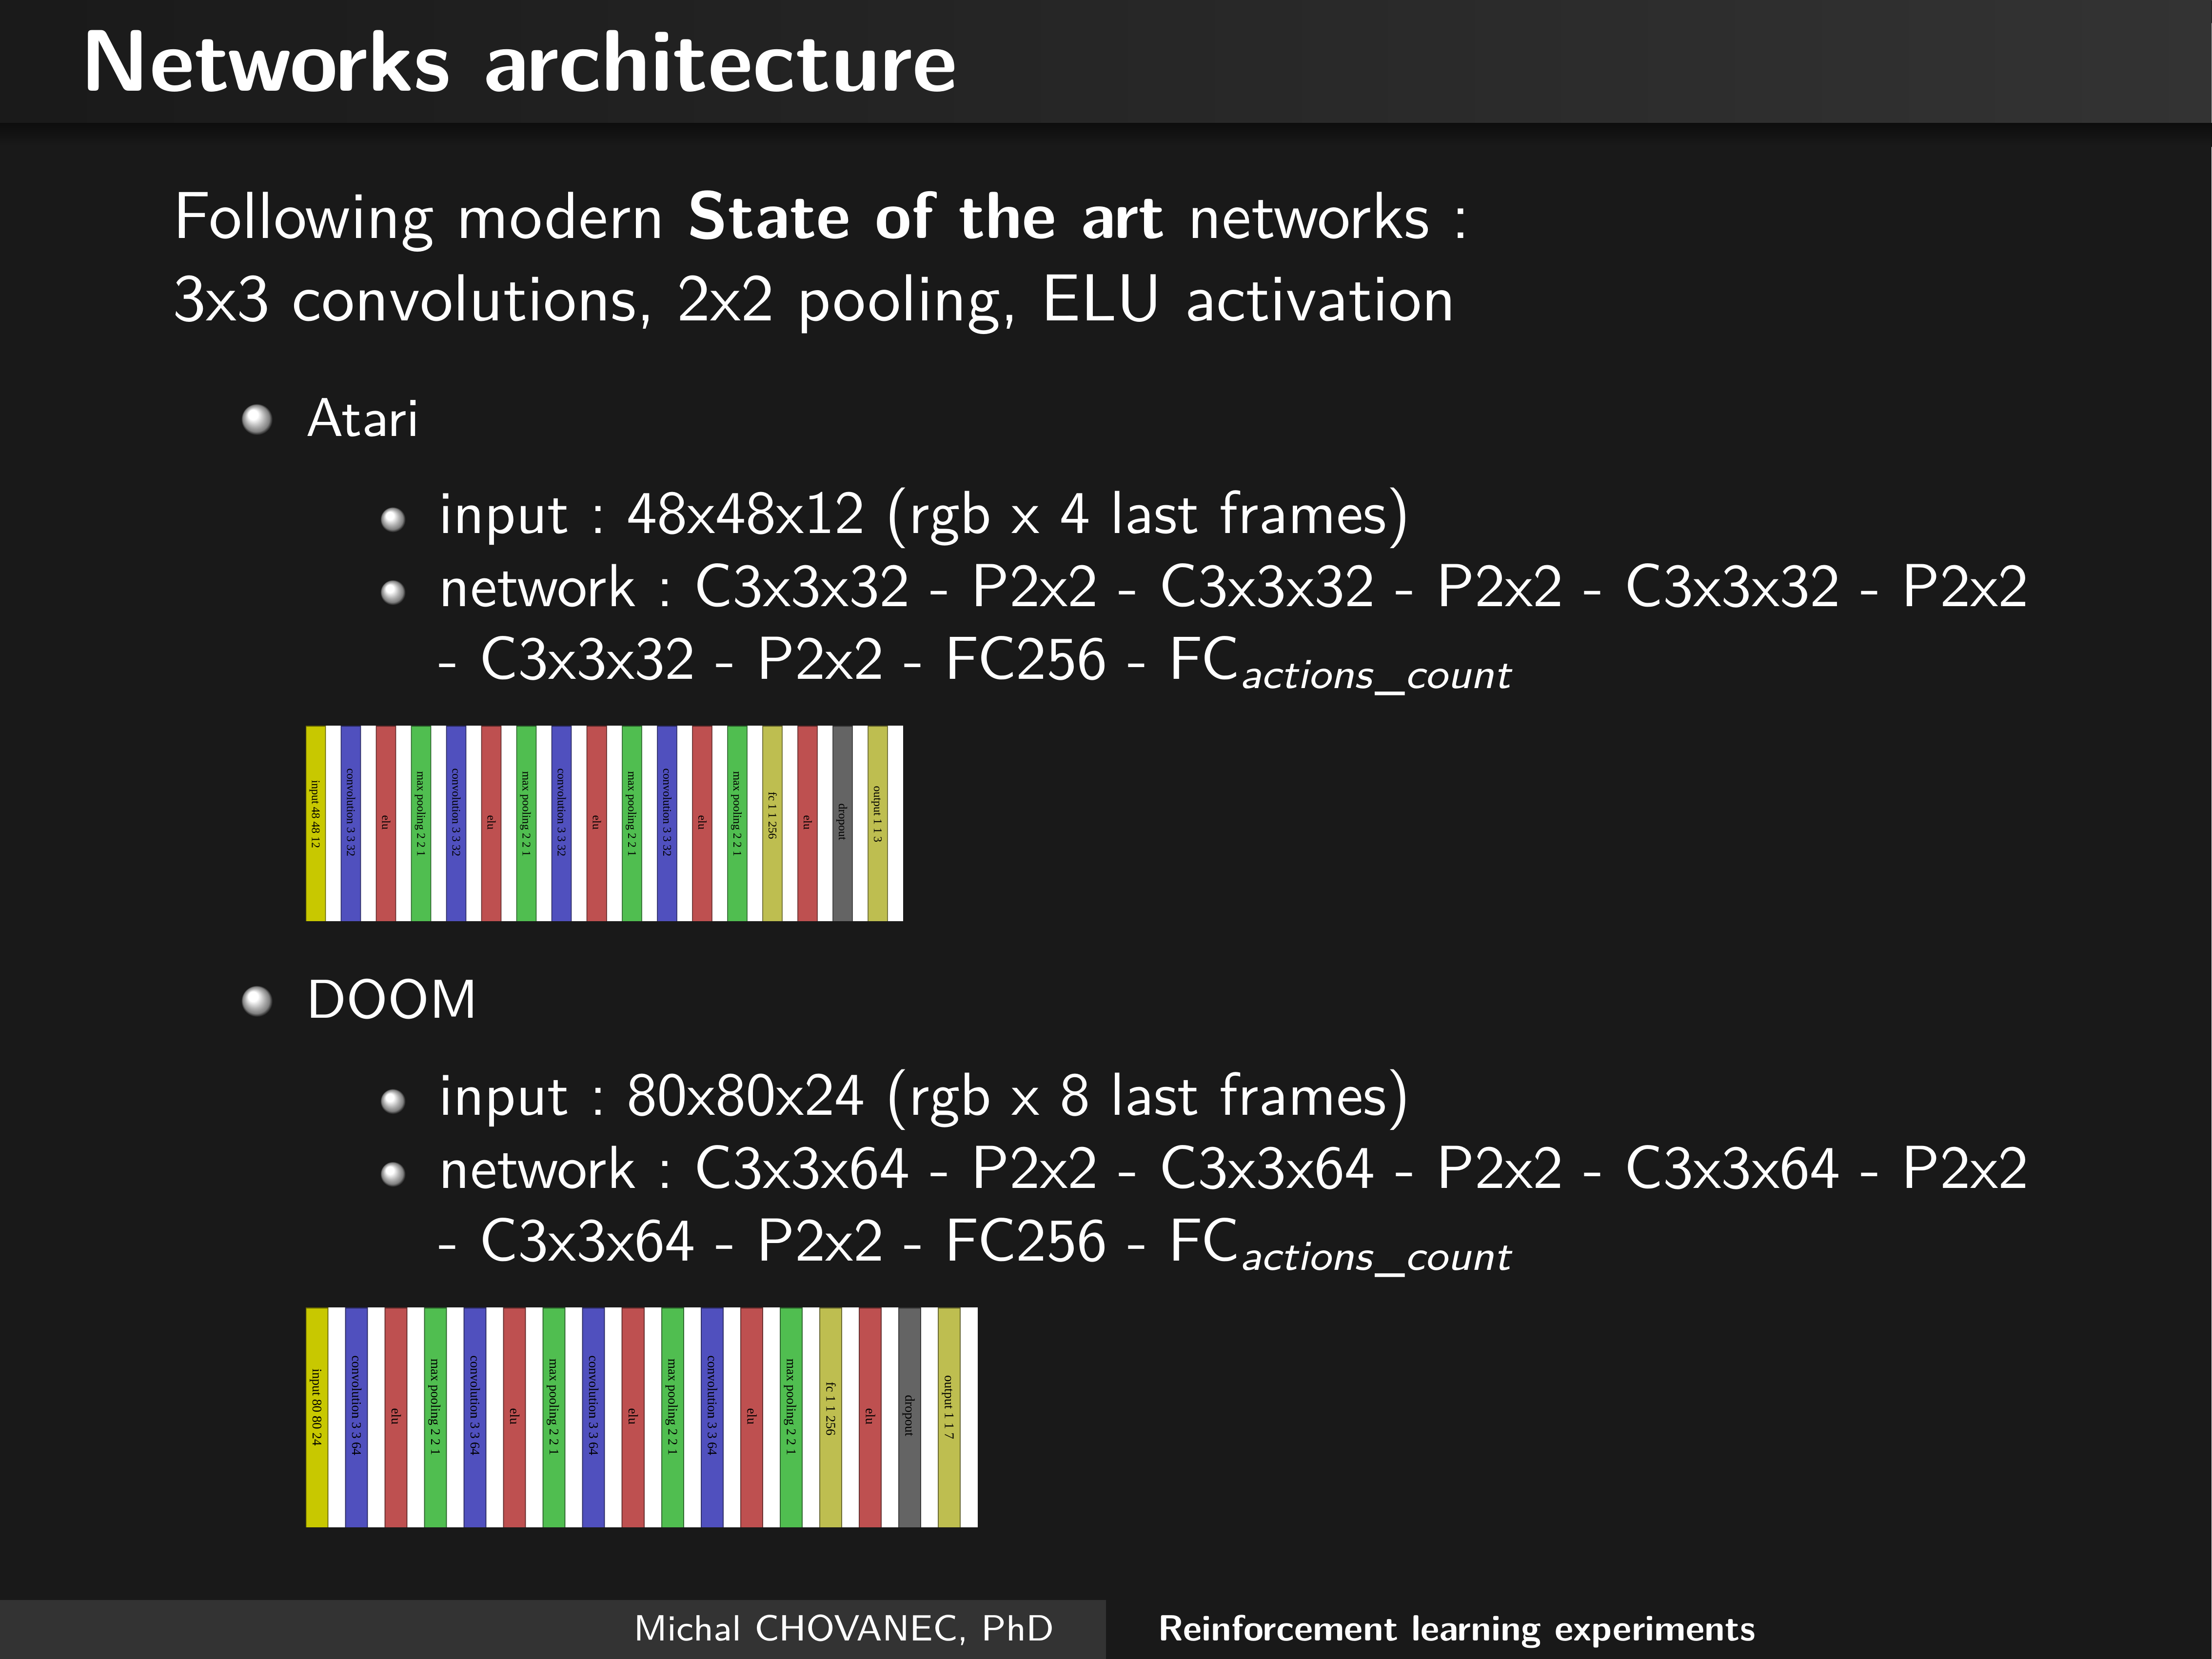 Networks architecture
Following modern State of the art networks :
3x3 convolutions, 2x2 pooling, ELU activation
Atari
input : 48x48x12 (rgb x 4 last frames)
network : C3x3x32 - P2x2 - C3x3x32 - P2x2 - C3x3x32 - P2x2
- C3x3x32 - P2x2 - FC256 - FCactions_count
input 48 48 12
convolution 3 3 32
elu
max pooling 2 2 1
convolution 3 3 32
elu
max pooling 2 2 1
convolution 3 3 32
elu
max pooling 2 2 1
convolution 3 3 32
elu
max pooling 2 2 1
fc 1 1 256
elu
dropout
output 1 1 3
DOOM
input : 80x80x24 (rgb x 8 last frames)
network : C3x3x64 - P2x2 - C3x3x64 - P2x2 - C3x3x64 - P2x2
- C3x3x64 - P2x2 - FC256 - FCactions_count
input 80 80 24
convolution 3 3 64
elu
max pooling 2 2 1
convolution 3 3 64
elu
max pooling 2 2 1
convolution 3 3 64
elu
max pooling 2 2 1
convolution 3 3 64
elu
max pooling 2 2 1
fc 1 1 256
elu
dropout
output 1 1 7
Michal CHOVANEC, PhD
Reinforcement learning experiments